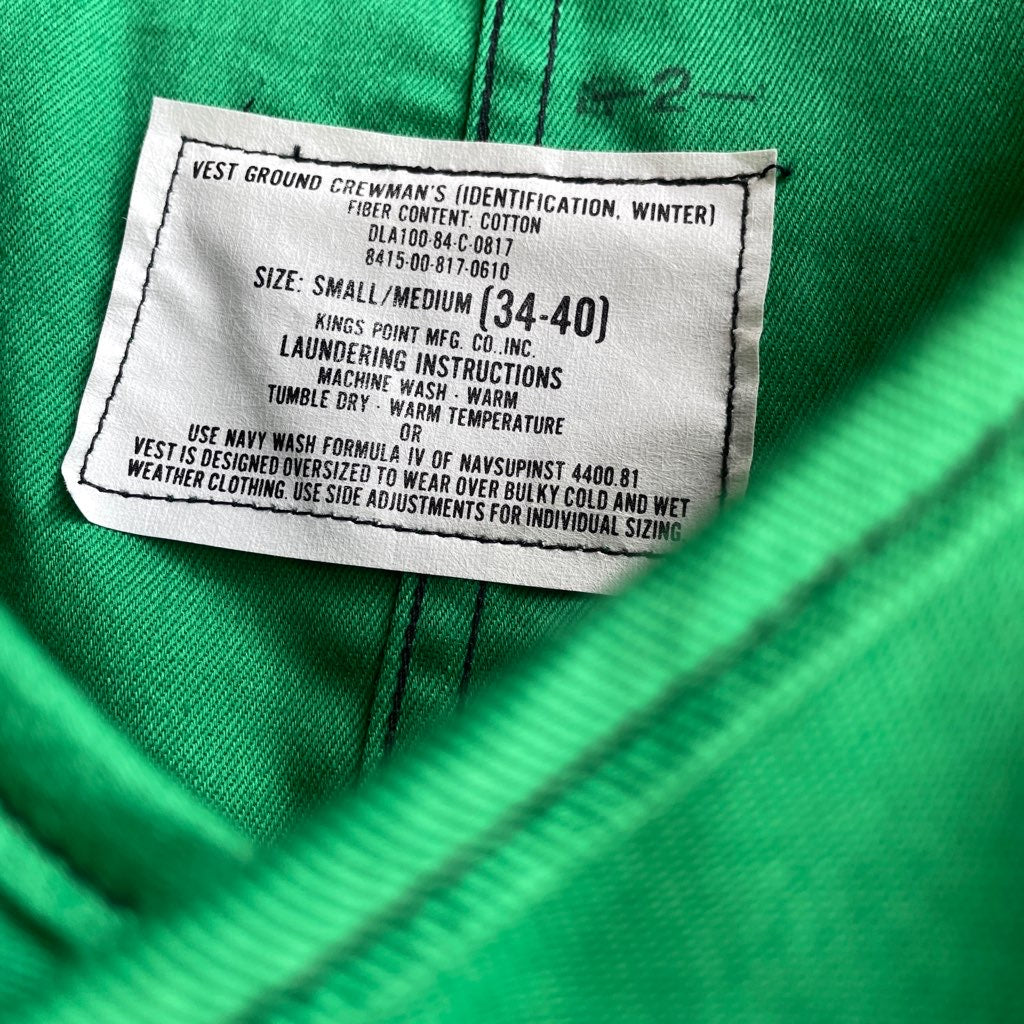 -2-
VEST GROUND CREWMAN'S (IDENTIFICATION, WINTER)
FIBER CONTENT: COTTON
DLA100-84-C-0817
8415-00-817-0610
SIZE: SMALL/MEDIUM (34-40)
KINGS POINT MFG. CO.,INC.
LAUNDERING INSTRUCTIONS
MACHINE WASH - WARM
TUMBLE DRY - WARM TEMPERATURE
OR
USE NAVY WASH FORMULA IV OF NAVSUPINST 4400.81
VEST IS DESIGNED OVERSIZED TO WEAR OVER BULKY COLD AND WET
WEATHER CLOTHING. USE SIDE ADJUSTMENTS FOR INDIVIDUAL SIZING